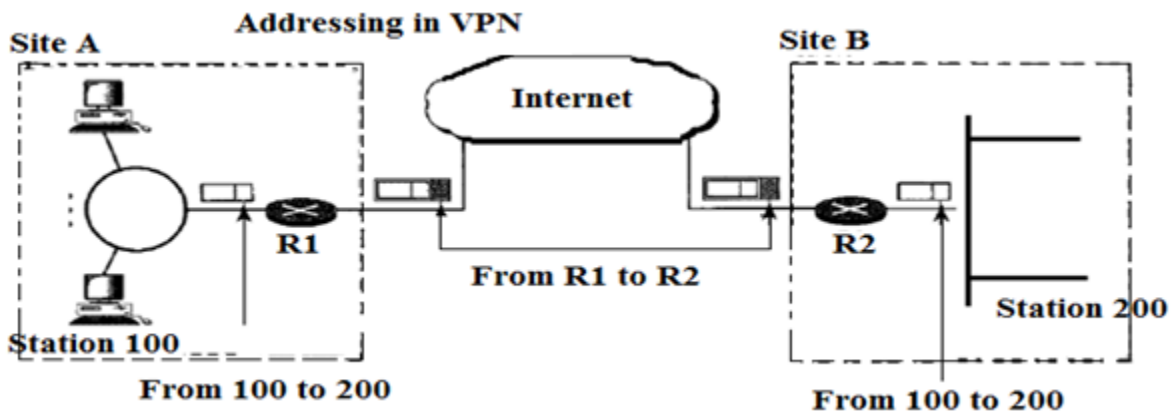 Addressing in VPN
Site A
Site B
Internet
R1
R2
From R1 to R2
Station 100
Station 200
From 100 to 200
From 100 to 200